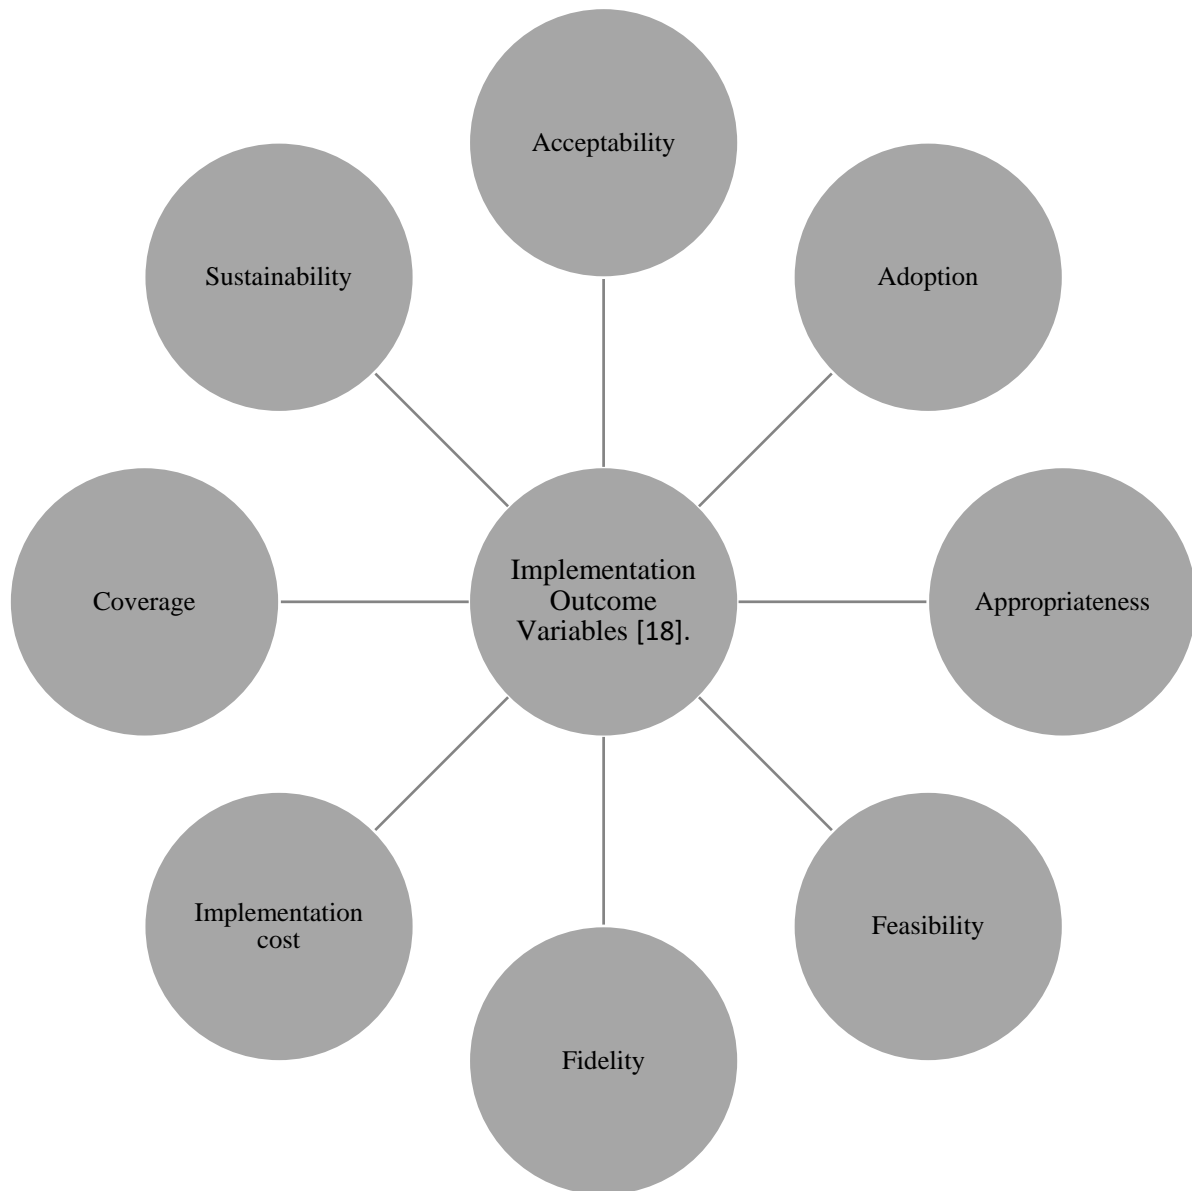 Acceptability
Sustainability
Adoption
Implementation
Outcome
Variables [18].
Coverage
Appropriateness
Implementation
cost
Feasibility
Fidelity